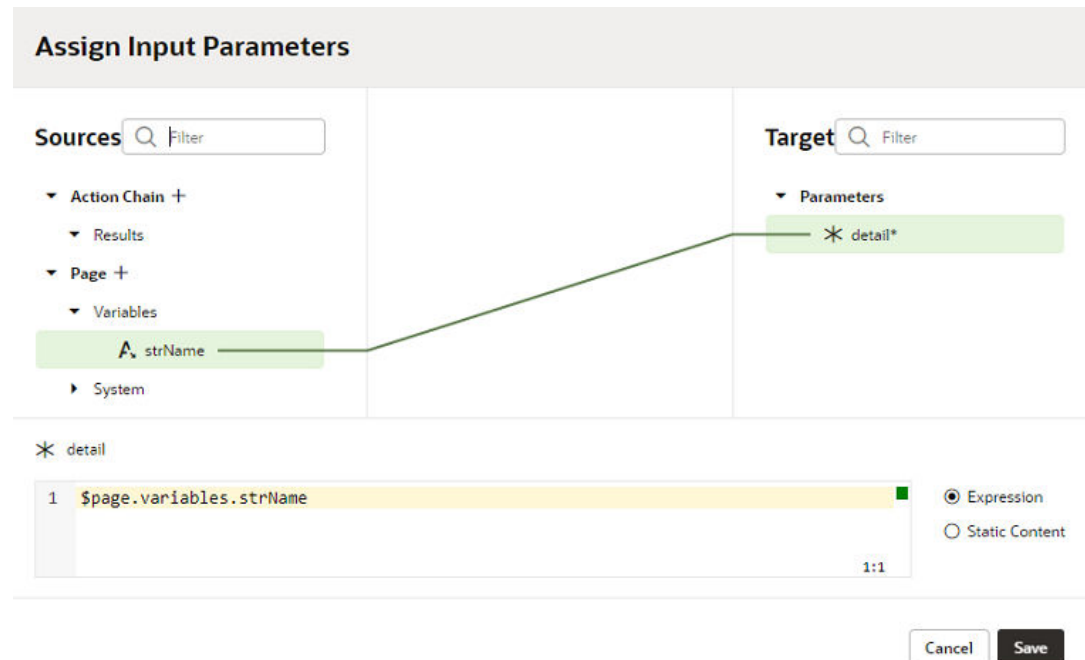 Assign Input Parameters
Sources Filter
Target Filter
Action Chain +
Results
Page +
Variables
strName
System
Parameters
detail*
detail
1 $page.variables.strName
1:1
Expression
Static Content
Cancel Save